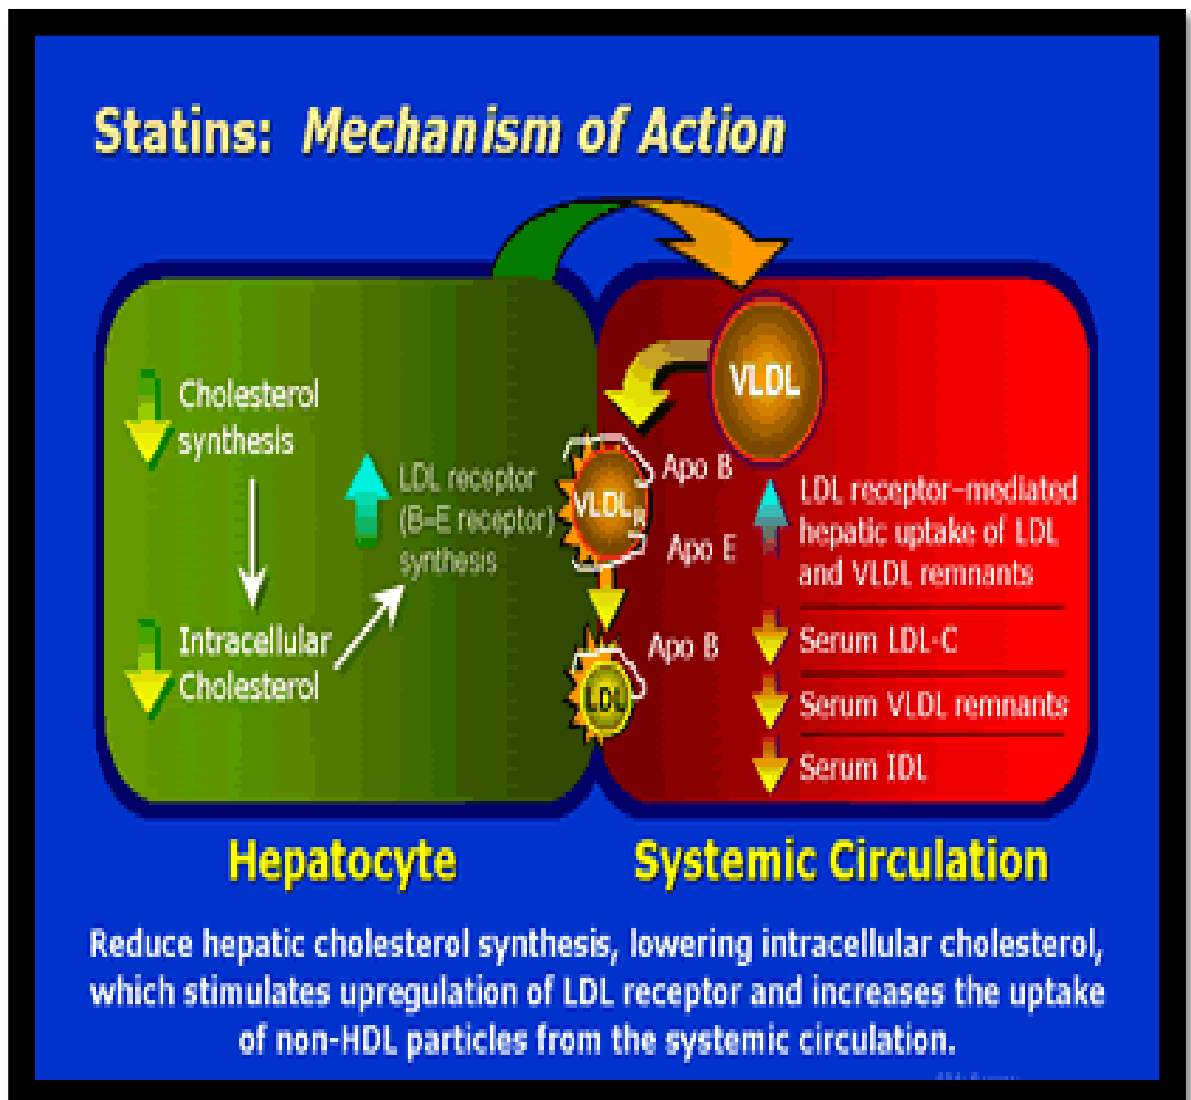 Statins: Mechanism of Action
VLDL
Cholesterol
synthesis
LDL receptor
(B–E receptor)
synthesis
Intracellular
Cholesterol
VLDL R
Apo B
Apo E
Apo B
LDL
LDL receptor–mediated
hepatic uptake of LDL
and VLDL remnants
Serum LDL-C
Serum VLDL remnants
Serum IDL
Hepatocyte
Systemic Circulation
Reduce hepatic cholesterol synthesis, lowering intracellular cholesterol,
which stimulates upregulation of LDL receptor and increases the uptake
of non-HDL particles from the systemic circulation.